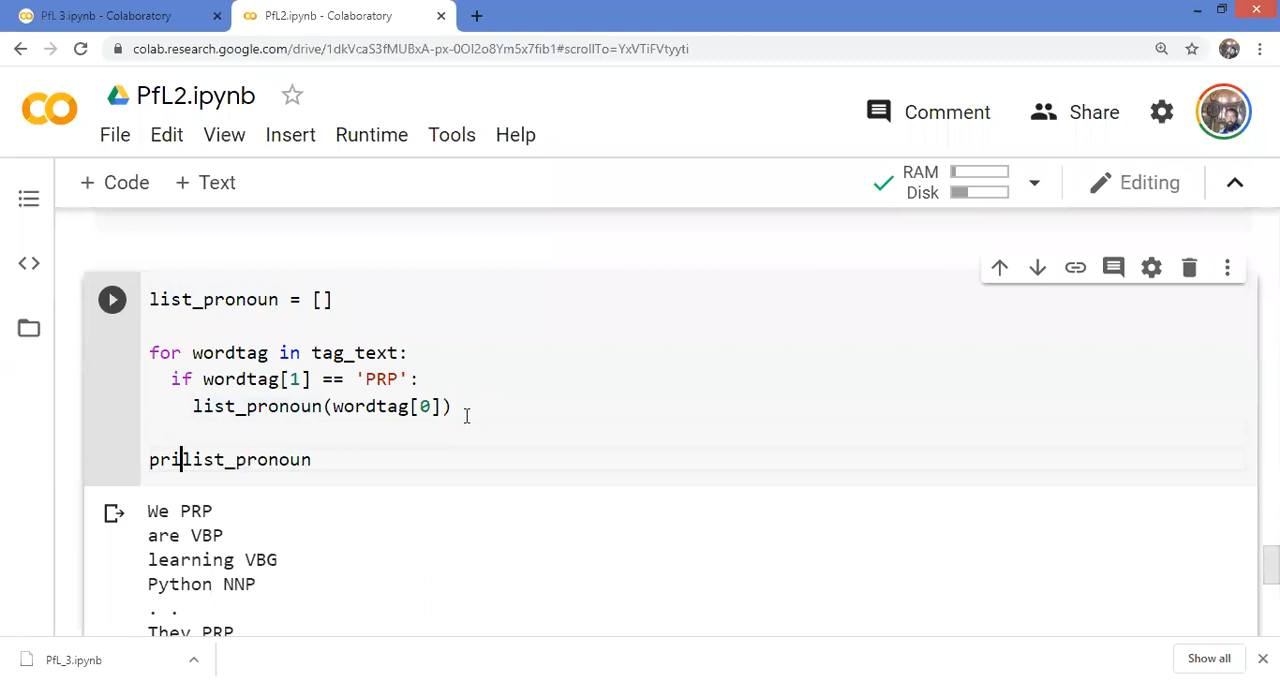 PfL 3.ipynb - Colaboratory
PfL2.ipynb - Colaboratory
colab.research.google.com/drive/1dkVcaS3fMUBxA-px-0Ol2o8Ym5x7fib1#scrollTo=YxVTiFVtyyti
PfL2.ipynb
File Edit View Insert Runtime Tools Help
Comment
Share
+ Code
+ Text
RAM
Disk
Editing
list_pronoun = []
for wordtag in tag_text:
if wordtag[1] == 'PRP':
list_pronoun(wordtag[0])
prilist_pronoun
We PRP
are VBP
learning VBG
Python NNP
. .
They PRP
PfL_3.ipynb
Show all